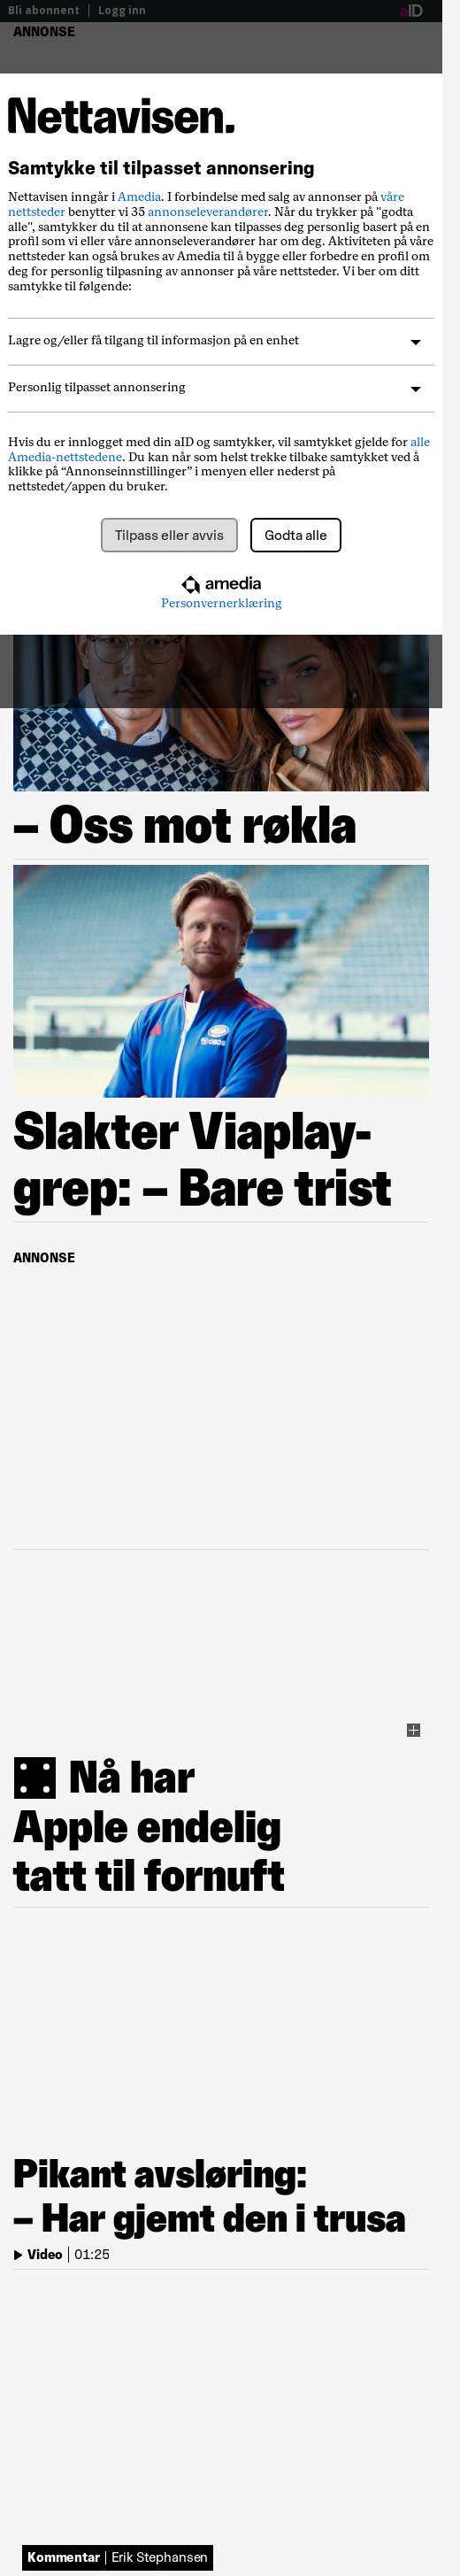 Bli abonnent | Logg inn
aID
ANNONSE
Nettavisen.
Samtykke til tilpasset annonsering
Nettavisen inngår i Amedia. I forbindelse med salg av annonser på våre
nettsteder benytter vi 35 annonseleverandører. Når du trykker på "godta
alle", samtykker du til at annonsene kan tilpasses deg personlig basert på en
profil som vi eller våre annonseleverandører har om deg. Aktiviteten på våre
nettsteder kan også brukes av Amedia til å bygge eller forbedre en profil om
deg for personlig tilpasning av annonser på våre nettsteder. Vi ber om ditt
samtykke til følgende:
Lagre og/eller få tilgang til informasjon på en enhet
Personlig tilpasset annonsering
Hvis du er innlogget med din aID og samtykker, vil samtykket gjelde for alle
Amedia-nettstedene. Du kan når som helst trekke tilbake samtykket ved å
klikke på “Annonseinnstillinger” i menyen eller nederst på
nettstedet/appen du bruker.
Tilpass eller avvis
Godta alle
amedia
Personvernerklæring
– Oss mot røkla
OBOS
Slakter Viaplay-
grep: – Bare trist
ANNONSE
Nå har
Apple endelig
tatt til fornuft
Pikant avsløring:
– Har gjemt den i trusa
Video | 01:25
Kommentar | Erik Stephansen